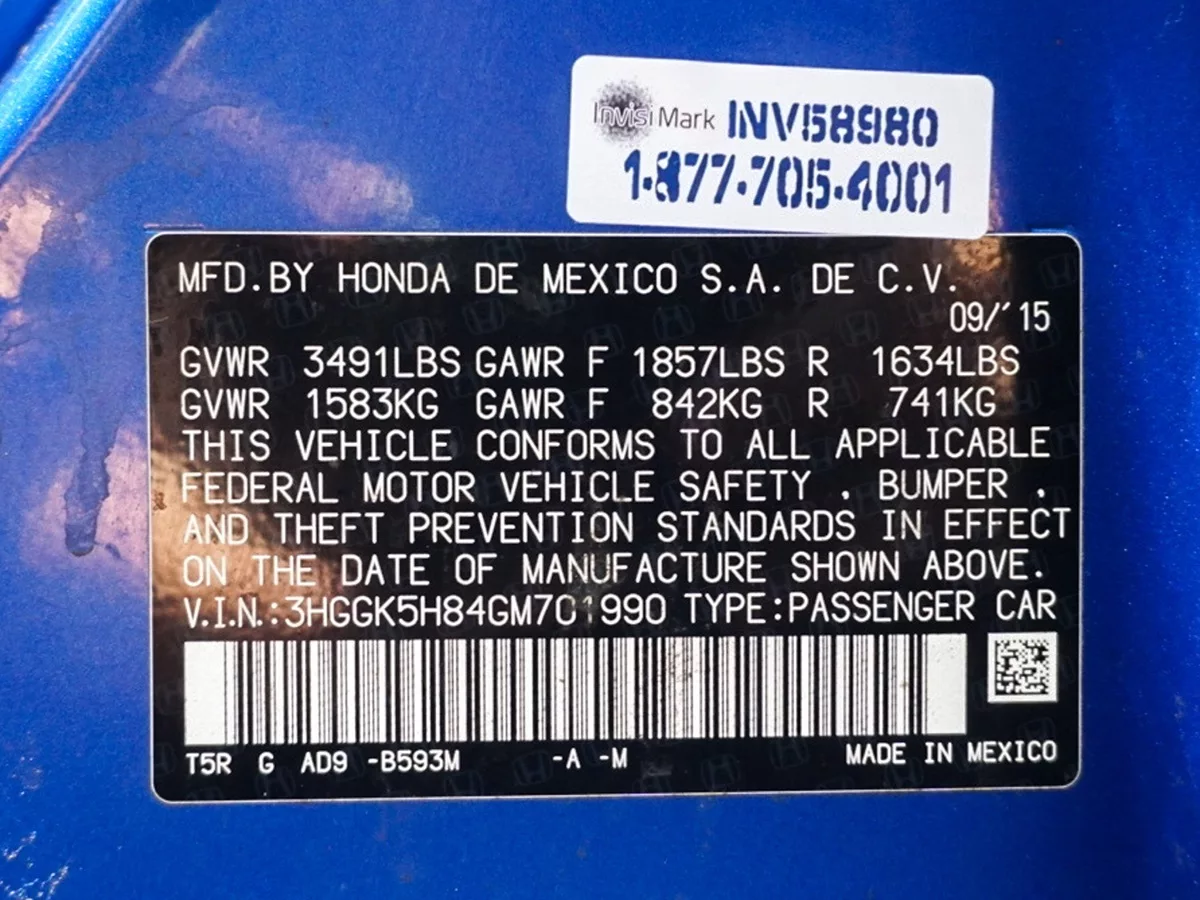 InvisiMark INV58980
1-877-705-4001
MFD.BY HONDA DE MEXICO S.A. DE C.V.
09/'15
GVWR 3491LBS GAWR F 1857LBS R 1634LBS
GVWR 1583KG GAWR F 842KG R 741KG
THIS VEHICLE CONFORMS TO ALL APPLICABLE
FEDERAL MOTOR VEHICLE SAFETY . BUMPER .
AND THEFT PREVENTION STANDARDS IN EFFECT
ON THE DATE OF MANUFACTURE SHOWN ABOVE.
V.I.N.:3HGGK5H84GM701990 TYPE:PASSENGER CAR
T5R G AD9 -B593M -A -M MADE IN MEXICO